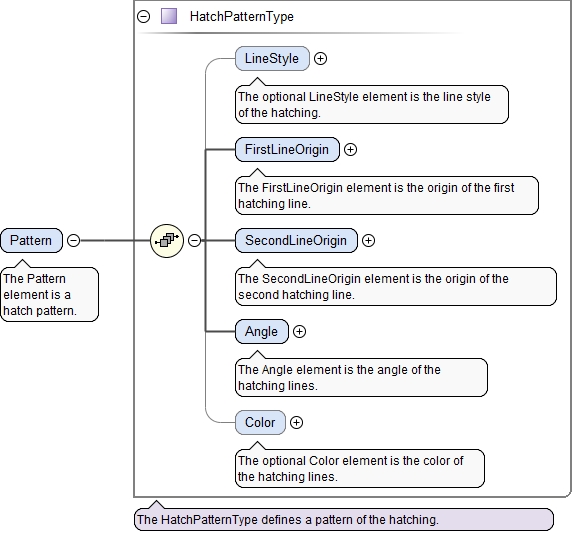 HatchPatternType
LineStyle
The optional LineStyle element is the line style
of the hatching.
FirstLineOrigin
The FirstLineOrigin element is the origin of the first
hatching line.
Pattern
The Pattern
element is a
hatch pattern.
SecondLineOrigin
The SecondLineOrigin element is the origin of the
second hatching line.
Angle
The Angle element is the angle of the
hatching lines.
Color
The optional Color element is the color of
the hatching lines.
The HatchPatternType defines a pattern of the hatching.